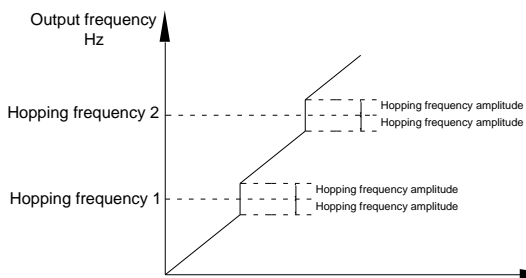 Output frequency
Hz
Hopping frequency 2
Hopping frequency amplitude
Hopping frequency amplitude
Hopping frequency 1
Hopping frequency amplitude
Hopping frequency amplitude